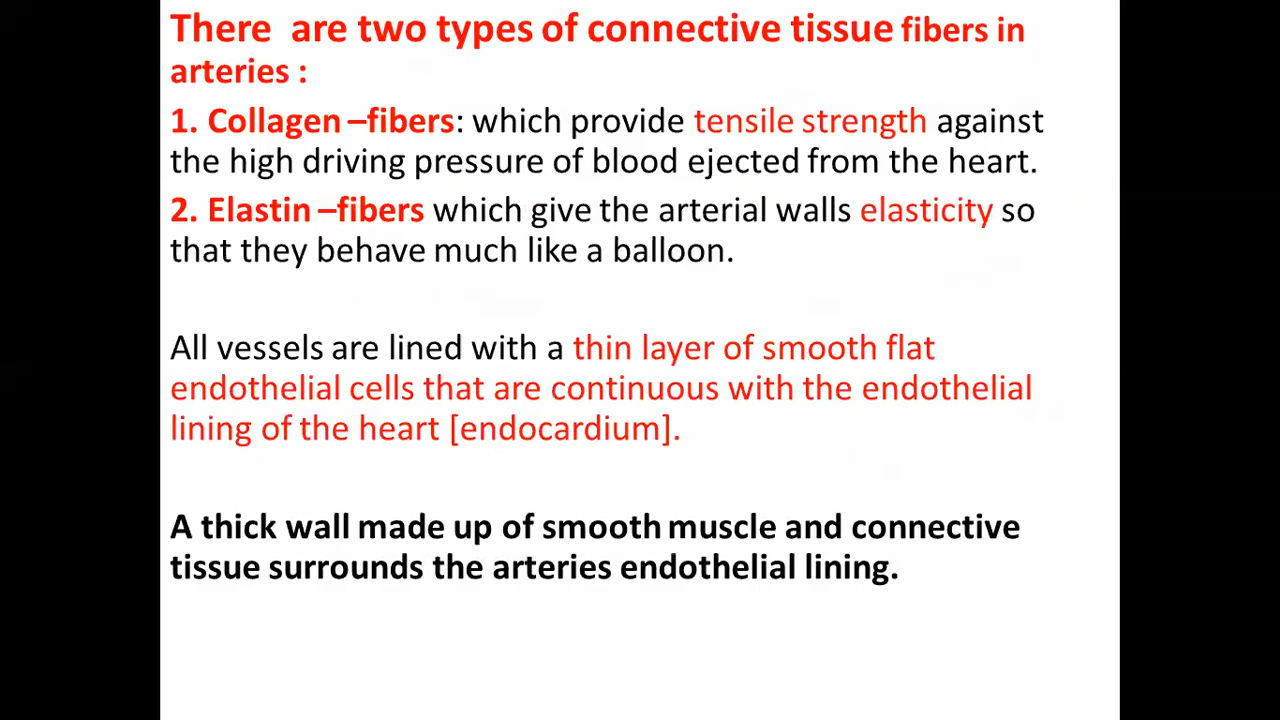 There are two types of connective tissue fibers in
arteries :
1. Collagen –fibers: which provide tensile strength against
the high driving pressure of blood ejected from the heart.
2. Elastin –fibers which give the arterial walls elasticity so
that they behave much like a balloon.
All vessels are lined with a thin layer of smooth flat
endothelial cells that are continuous with the endothelial
lining of the heart [endocardium].
A thick wall made up of smooth muscle and connective
tissue surrounds the arteries endothelial lining.